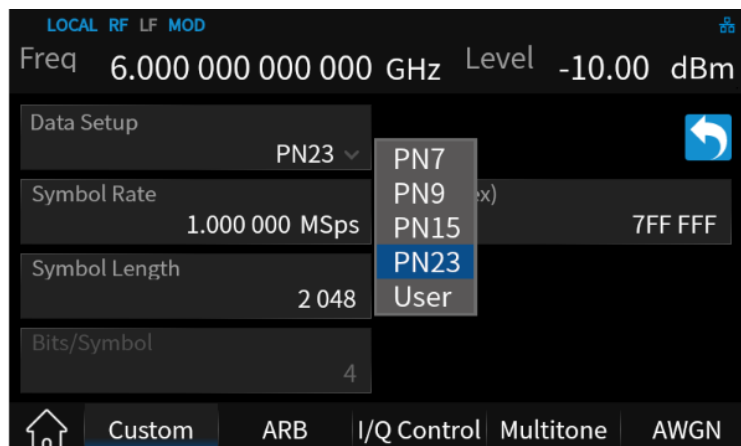 LOCAL RF LF MOD
Freq 6.000 000 000 000 GHz Level -10.00 dBm
Data Setup
PN23
PN7
PN9
PN15
PN23
User
Symbol Rate
1.000 000 MSps
ex)
7FF FFF
Symbol Length
2 048
Bits/Symbol
4
Custom ARB I/Q Control Multitone AWGN